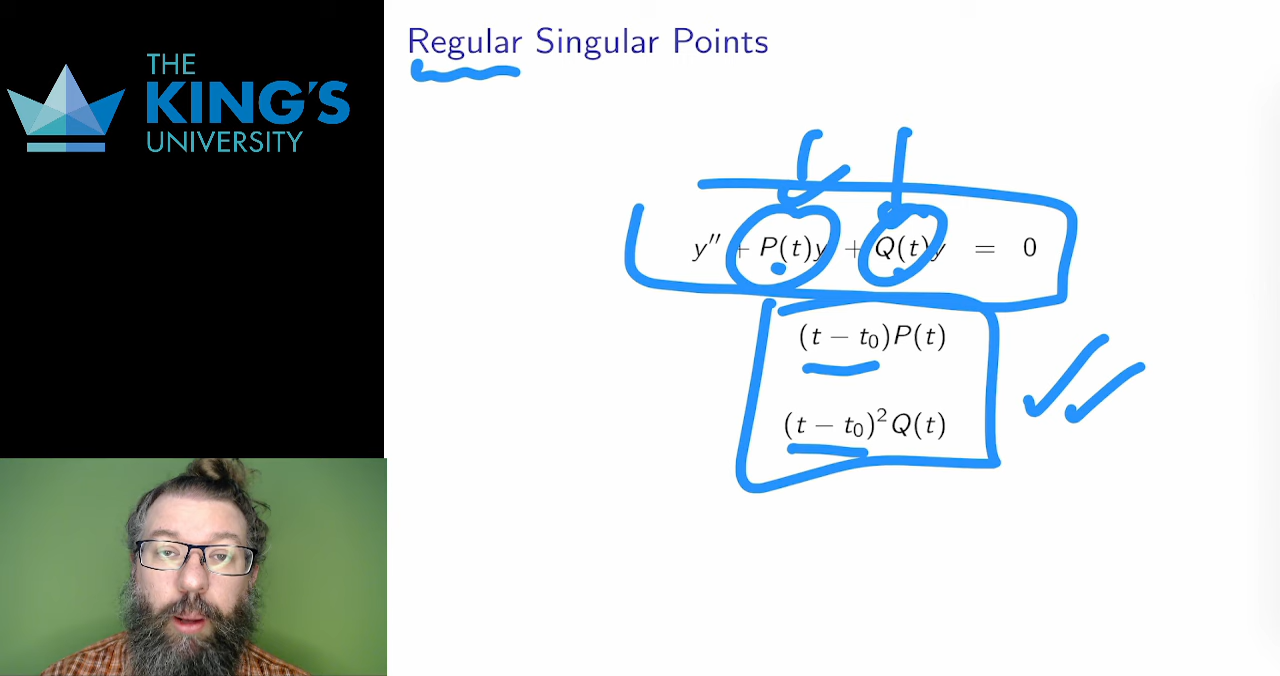 THE
KING'S
UNIVERSITY
Regular Singular Points
y″ + P(t)y + Q(t)y = 0
(t − t₀)P(t)
(t − t₀)²Q(t)